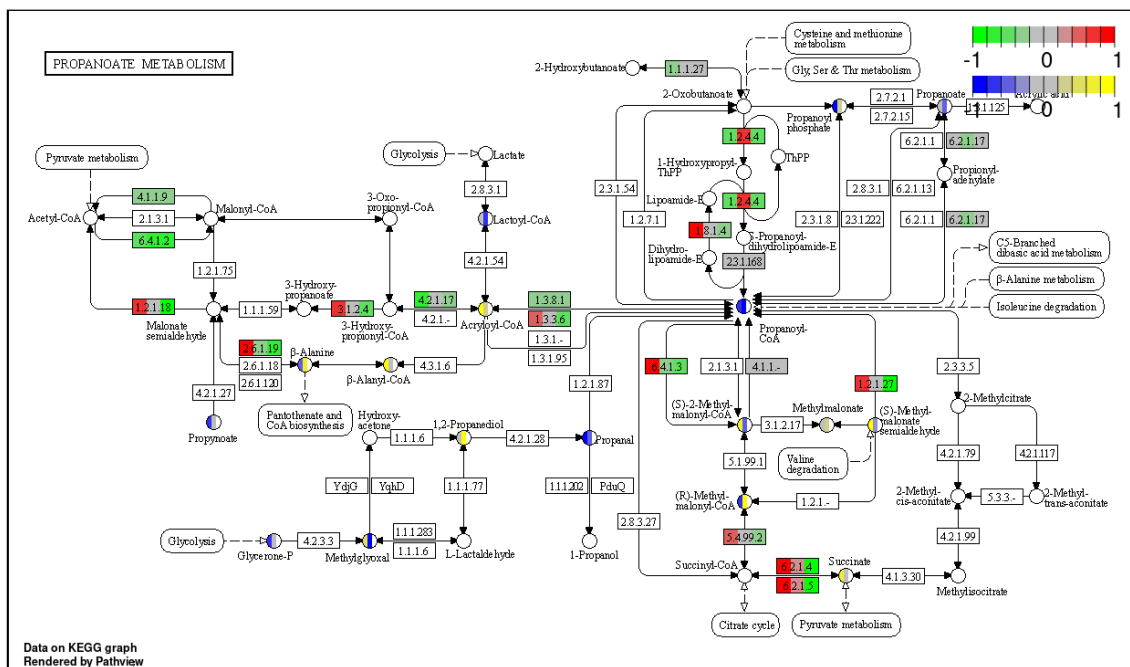 PROPANOATE METABOLISM
Cysteine and methionine
metabolism
Gly, Ser & Thr metabolism
-1 0 1
-1 0 1
2-Hydroxybutanoate
1.1.1.27
2-Oxobutanoate
Propanoyl
phosphate
2.7.2.1
2.7.2.15
Propanoate
Acrylic acid
1.2.4.4
ThPP
1-Hydroxypropyl-
ThPP
6.2.1.1
6.2.1.17
Propionyl-
adenylate
2.3.1.54
Lipoamide-E
1.2.4.4
2.8.3.1
6.2.1.13
1.2.7.1
1.8.1.4
2.3.1.8
2.3.1.222
6.2.1.1
6.2.1.17
S-Propanoyl-
dihydrolipoamide-E
Dihydro-
lipoamide-E
2.3.1.168
C5-Branched
dibasic acid metabolism
β-Alanine metabolism
Isoleucine degradation
Propanoyl-
CoA
Pyruvate metabolism
Glycolysis
Lactate
2.8.3.1
Lactoyl-CoA
4.2.1.54
4.1.1.9
Acetyl-CoA
2.1.3.1
Malonyl-CoA
6.4.1.2
3-Oxo-
propionyl-CoA
1.2.1.75
1.2.1.18
Malonate
semialdehyde
1.1.1.59
3-Hydroxy-
propanoate
3.1.2.4
3-Hydroxy-
propionyl-CoA
4.2.1.17
4.2.1.-
Acryloyl-CoA
1.3.8.1
1.3.3.6
1.3.1.-
1.3.1.95
2.6.1.19
2.6.1.18
2.6.1.120
β-Alanine
β-Alanyl-CoA
4.3.1.6
4.2.1.27
Propynoate
Pantothenate and
CoA biosynthesis
1.2.1.87
6.4.1.3
2.1.3.1
4.1.1.-
1.2.1.27
2.3.3.5
(S)-2-Methyl-
malonyl-CoA
3.1.2.17
Methylmalonate
(S)-Methyl-
malonate
semialdehyde
Valine
degradation
2-Methylcitrate
4.2.1.79
4.2.1.117
5.1.99.1
(R)-Methyl-
malonyl-CoA
1.2.1.-
2-Methyl-
cis-aconitate
5.3.3.-
2-Methyl-
trans-aconitate
2.8.3.27
5.4.99.2
4.2.1.99
Succinyl-CoA
6.2.1.4
6.2.1.5
Succinate
4.1.3.30
Methylisocitrate
Citrate cycle
Pyruvate metabolism
Hydroxy-
acetone
1.1.1.6
1,2-Propanediol
4.2.1.28
Propanal
YdjG
YqhD
1.1.1.77
1.1.1.202
PduQ
Glycolysis
Glycerone-P
4.2.3.3
Methylglyoxal
1.1.1.283
1.1.1.6
L-Lactaldehyde
1-Propanol
Data on KEGG graph
Rendered by Pathview